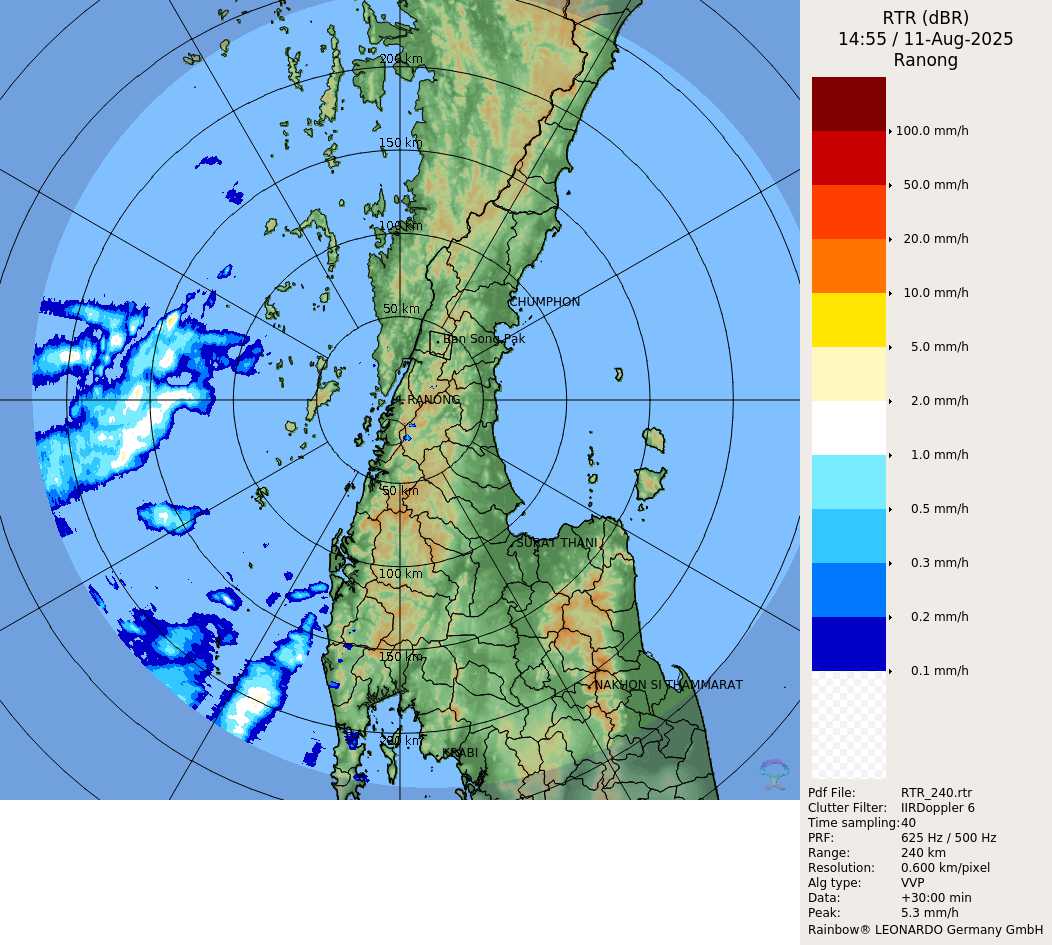 RTR (dBR)
14:55 / 11-Aug-2025
Ranong
200 km
150 km
100 km
50 km
CHUMPHON
Ban Song Pak
RANONG
50 km
SURAT THANI
100 km
150 km
NAKHON SI THAMMARAT
200 km
KRABI
100.0 mm/h
50.0 mm/h
20.0 mm/h
10.0 mm/h
5.0 mm/h
2.0 mm/h
1.0 mm/h
0.5 mm/h
0.3 mm/h
0.2 mm/h
0.1 mm/h
Pdf File: RTR_240.rtr
Clutter Filter: IIRDoppler 6
Time sampling:40
PRF: 625 Hz / 500 Hz
Range: 240 km
Resolution: 0.600 km/pixel
Alg type: VVP
Data: +30:00 min
Peak: 5.3 mm/h
Rainbow® LEONARDO Germany GmbH